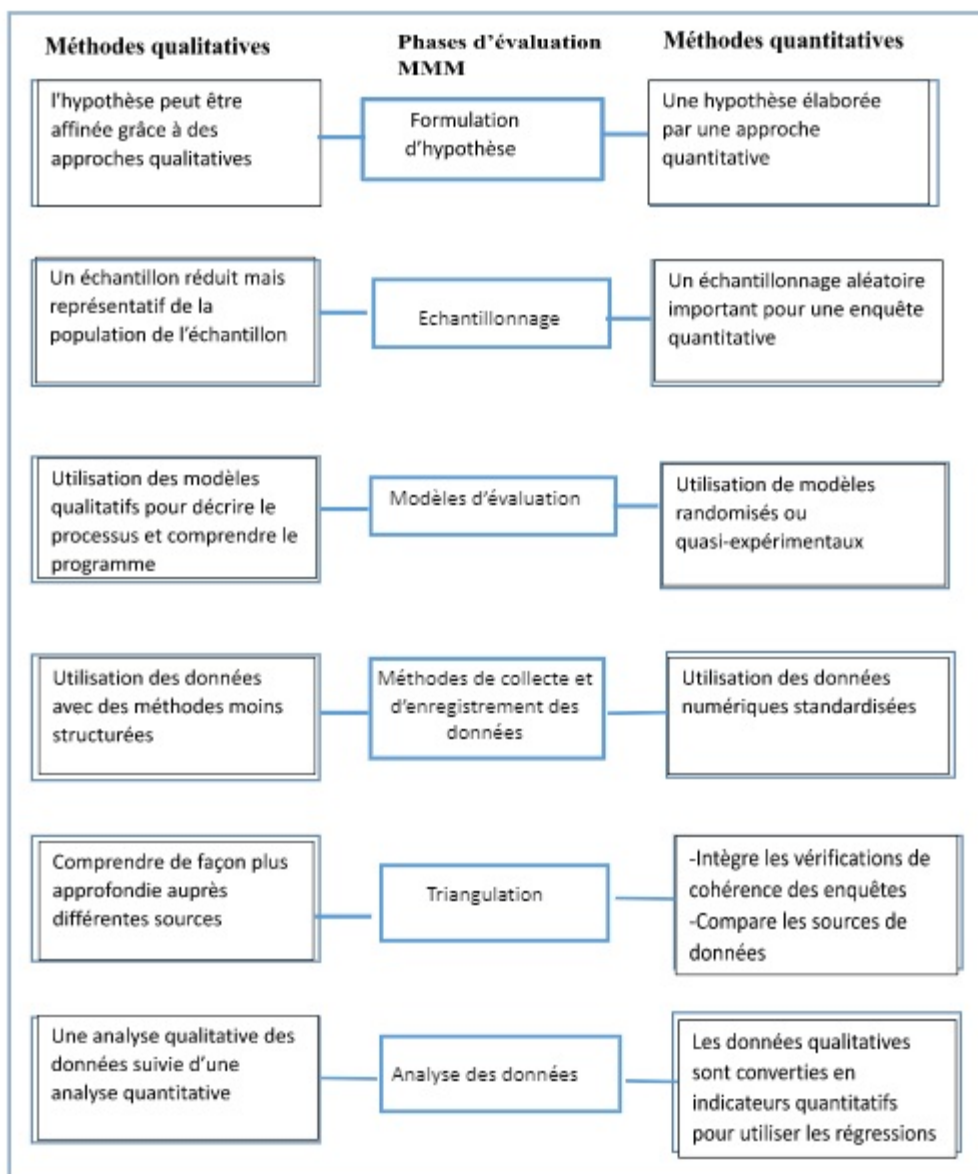 Méthodes qualitatives
Phases d'évaluation
MMM
Méthodes quantitatives
l'hypothèse peut être
affinée grâce à des
approches qualitatives
Formulation
d'hypothèse
Une hypothèse élaborée
par une approche
quantitative
Un échantillon réduit mais
représentatif de la
population de l'échantillon
Echantillonnage
Un échantillonnage aléatoire
important pour une enquête
quantitative
Utilisation des modèles
qualitatifs pour décrire le
processus et comprendre le
programme
Modèles d'évaluation
Utilisation de modèles
randomisés ou
quasi-expérimentaux
Utilisation des données
avec des méthodes moins
structurées
Méthodes de collecte et
d'enregistrement des
données
Utilisation des données
numériques standardisées
Comprendre de façon plus
approfondie auprès
différentes sources
Triangulation
-Intègre les vérifications de
cohérence des enquêtes
-Compare les sources de
données
Une analyse qualitative des
données suivie d'une
analyse quantitative
Analyse des données
Les données qualitatives
sont converties en
indicateurs quantitatifs
pour utiliser les régressions